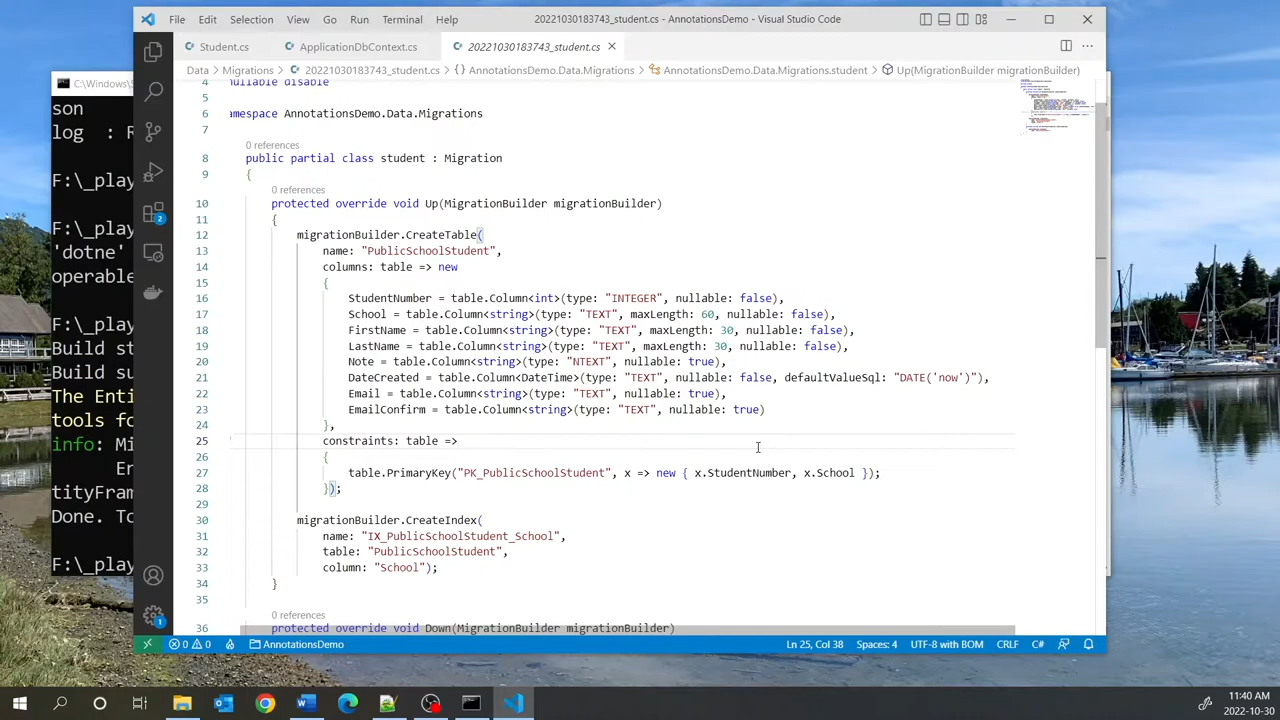 File Edit Selection View Go Run Terminal Help 20221030183743_student.cs - AnnotationsDemo - Visual Studio Code
Student.cs ApplicationDbContext.cs 20221030183743_student.cs
Data > Migrations > 20221030183743_student.cs > {} AnnotationsDemo.Data.Migrations > AnnotationsDemo.Data.Migrations.student > Up(MigrationBuilder migrationBuilder)
C:\Windows\S
son
log : R
F:\_play
F:\_play
'dotne'
operable
F:\_play
Build st
Build su
The Enti
tools fo
info: Mi
Er
tityFram
Done. To
F:\_play
4 nullable disable
5
6 mespace AnnotationsDemo.Data.Migrations
7
0 references
8 public partial class student : Migration
9 {
0 references
10 protected override void Up(MigrationBuilder migrationBuilder)
11 {
12 migrationBuilder.CreateTable(
13 name: "PublicSchoolStudent",
14 columns: table => new
15 {
16 StudentNumber = table.Column<int>(type: "INTEGER", nullable: false),
17 School = table.Column<string>(type: "TEXT", maxLength: 60, nullable: false),
18 FirstName = table.Column<string>(type: "TEXT", maxLength: 30, nullable: false),
19 LastName = table.Column<string>(type: "TEXT", maxLength: 30, nullable: false),
20 Note = table.Column<string>(type: "NTEXT", nullable: true),
21 DateCreated = table.Column<DateTime>(type: "TEXT", nullable: false, defaultValueSql: "DATE('now')"),
22 Email = table.Column<string>(type: "TEXT", nullable: true),
23 EmailConfirm = table.Column<string>(type: "TEXT", nullable: true)
24 },
25 constraints: table =>
26 {
27 table.PrimaryKey("PK_PublicSchoolStudent", x => new { x.StudentNumber, x.School });
28 });
29
30 migrationBuilder.CreateIndex(
31 name: "IX_PublicSchoolStudent_School",
32 table: "PublicSchoolStudent",
33 column: "School");
34 }
35
0 references
36 protected override void Down(MigrationBuilder migrationBuilder)
2
1
0 0 AnnotationsDemo Ln 25, Col 38 Spaces: 4 UTF-8 with BOM CRLF C#
11:40 AM
2022-10-30